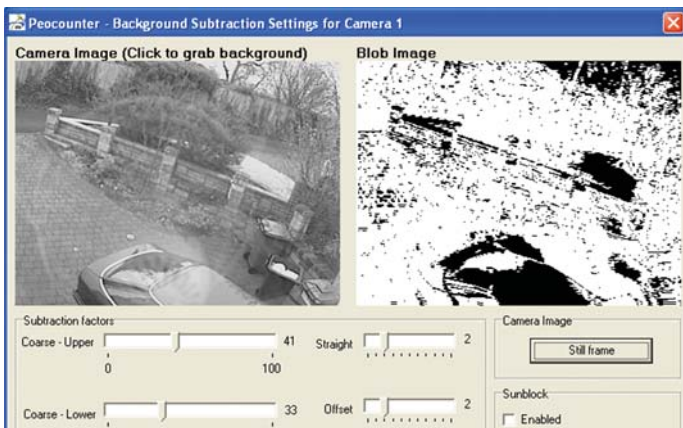 Peocounter - Background Subtraction Settings for Camera 1
Camera Image (Click to grab background)
Blob Image
Subtraction factors
Coarse - Upper
41
0
100
Straight
2
Coarse - Lower
33
Offset
2
Camera Image
Still frame
Sunblock
Enabled